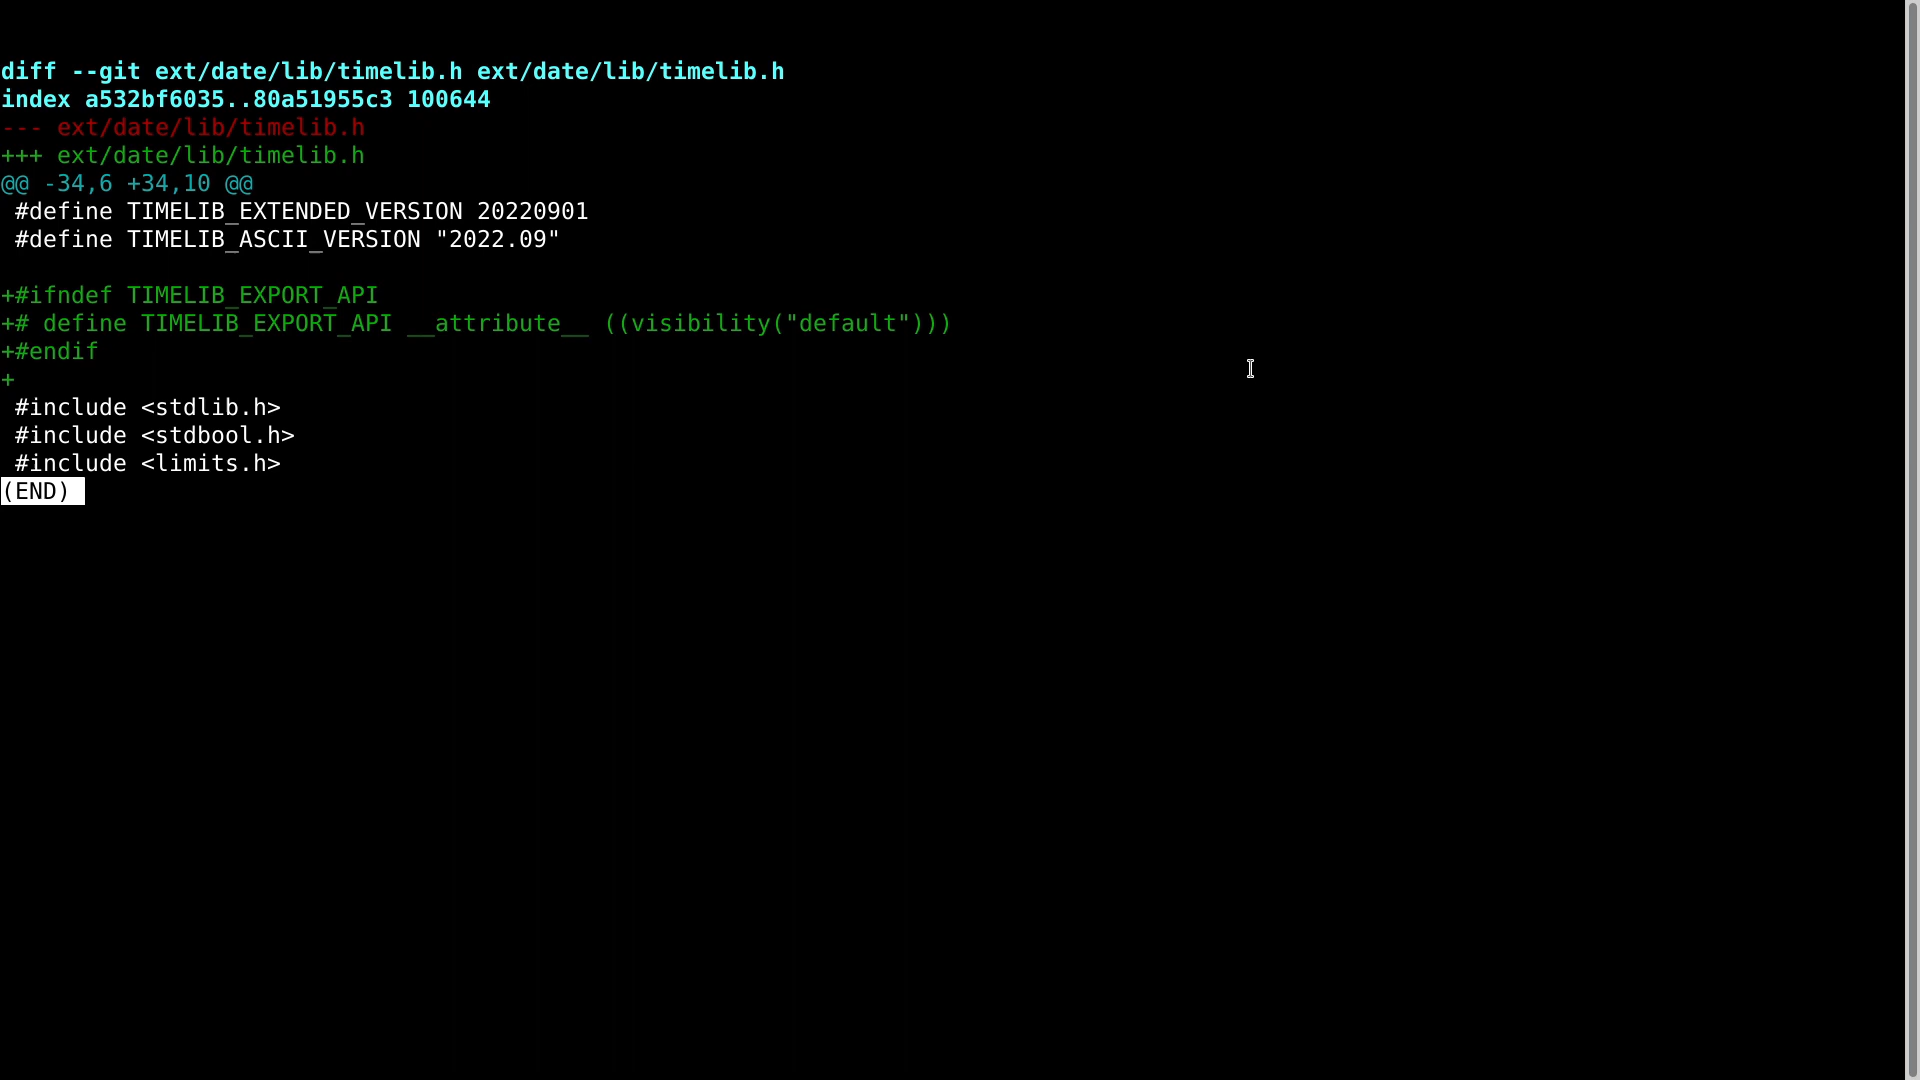 diff --git ext/date/lib/timelib.h ext/date/lib/timelib.h
index a532bf6035..80a51955c3 100644
--- ext/date/lib/timelib.h
+++ ext/date/lib/timelib.h
@@ -34,6 +34,10 @@
 #define TIMELIB_EXTENDED_VERSION 20220901
 #define TIMELIB_ASCII_VERSION "2022.09"

+#ifndef TIMELIB_EXPORT_API
+# define TIMELIB_EXPORT_API __attribute__ ((visibility("default")))
+#endif
+
 #include <stdlib.h>
 #include <stdbool.h>
 #include <limits.h>
(END)